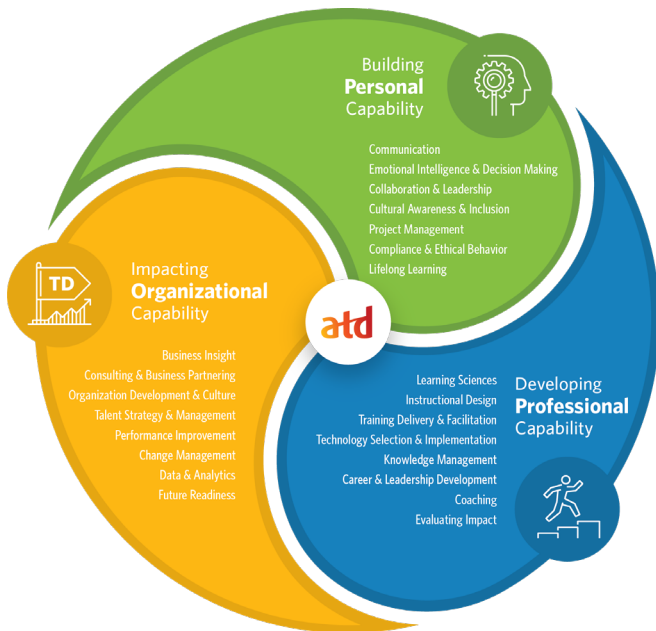 Building
Personal
Capability
Communication
Emotional Intelligence & Decision Making
Collaboration & Leadership
Cultural Awareness & Inclusion
Project Management
Compliance & Ethical Behavior
Lifelong Learning
TD
Impacting
Organizational
Capability
Business Insight
Consulting & Business Partnering
Organization Development & Culture
Talent Strategy & Management
Performance Improvement
Change Management
Data & Analytics
Future Readiness
atd
Developing
Professional
Capability
Learning Sciences
Instructional Design
Training Delivery & Facilitation
Technology Selection & Implementation
Knowledge Management
Career & Leadership Development
Coaching
Evaluating Impact